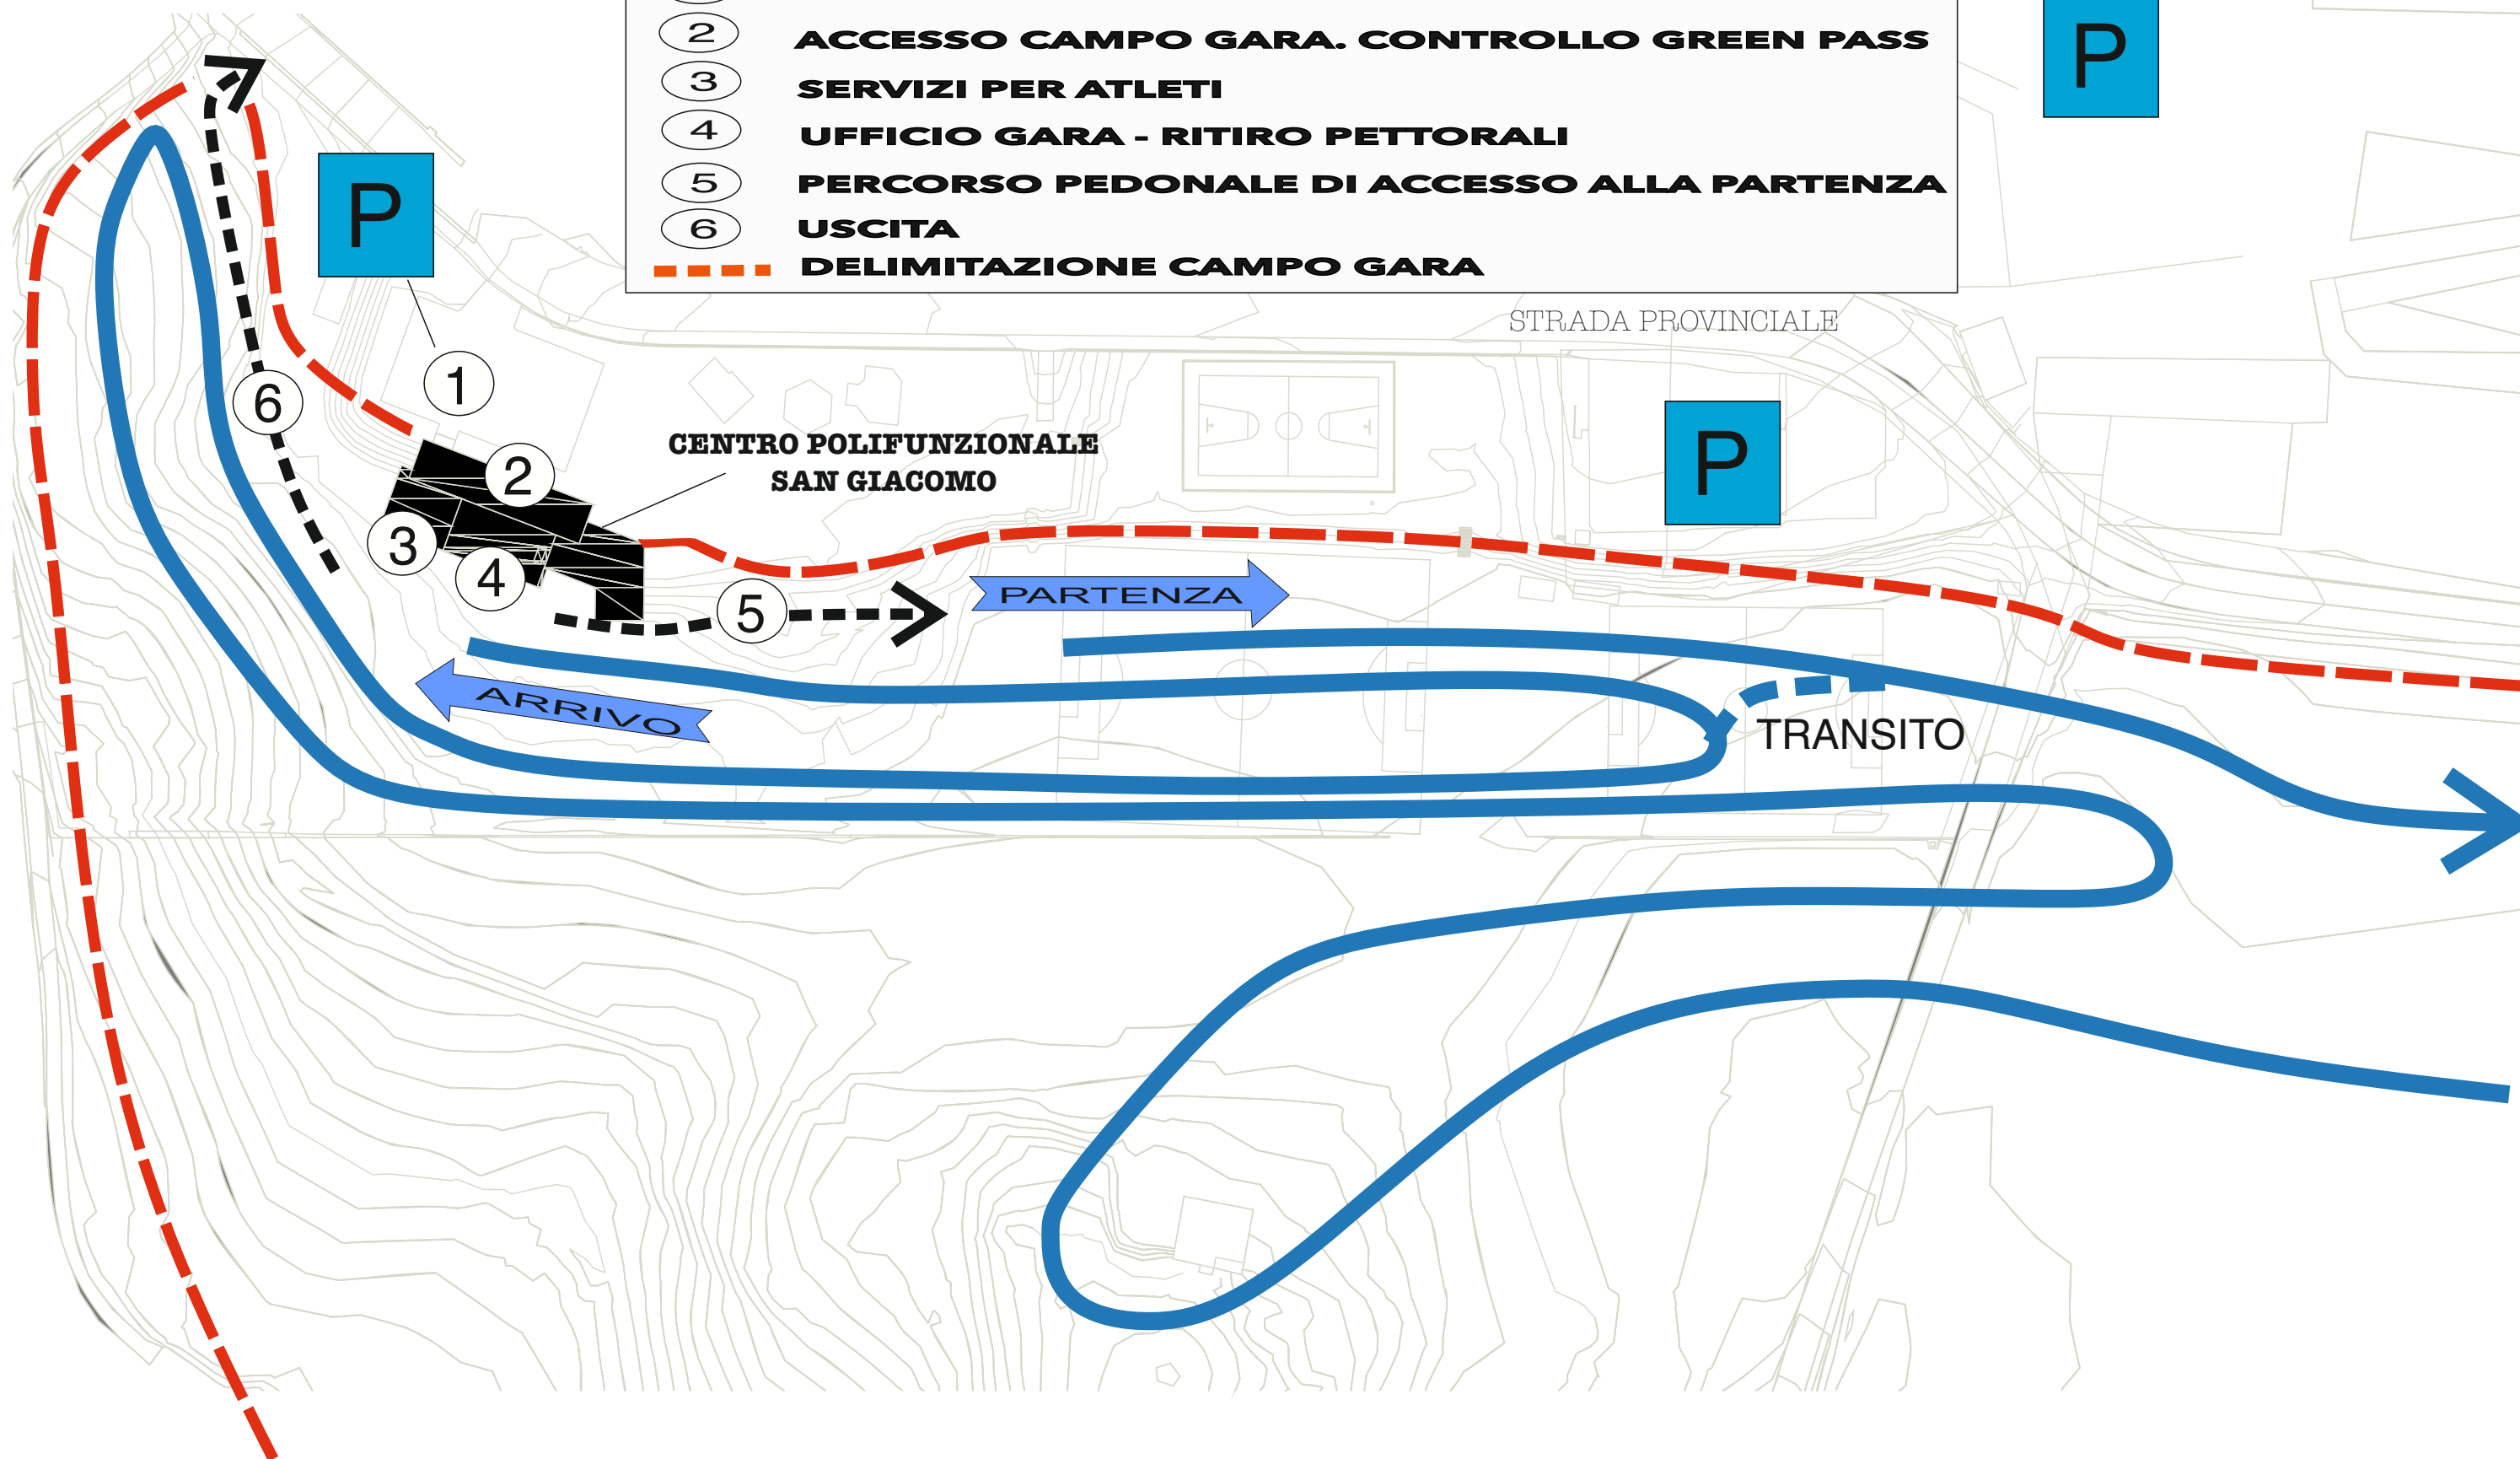 2 ACCESSO CAMPO GARA. CONTROLLO GREEN PASS
3 SERVIZI PER ATLETI
4 UFFICIO GARA - RITIRO PETTORALI
5 PERCORSO PEDONALE DI ACCESSO ALLA PARTENZA
6 USCITA
DELIMITAZIONE CAMPO GARA
P
P
STRADA PROVINCIALE
1
6
CENTRO POLIFUNZIONALE
SAN GIACOMO
P
2
3
4
5
PARTENZA
ARRIVO
TRANSITO